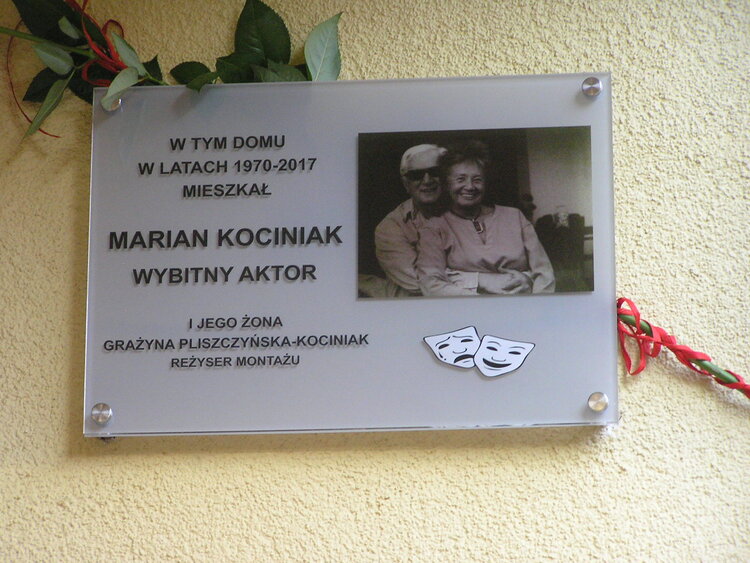 W TYM DOMU
W LATACH 1970-2017
MIESZKAŁ
MARIAN KOCINIAK
WYBITNY AKTOR
I JEGO ŻONA
GRAŻYNA PLISZCZYŃSKA-KOCINIAK
REŻYSER MONTAŻU